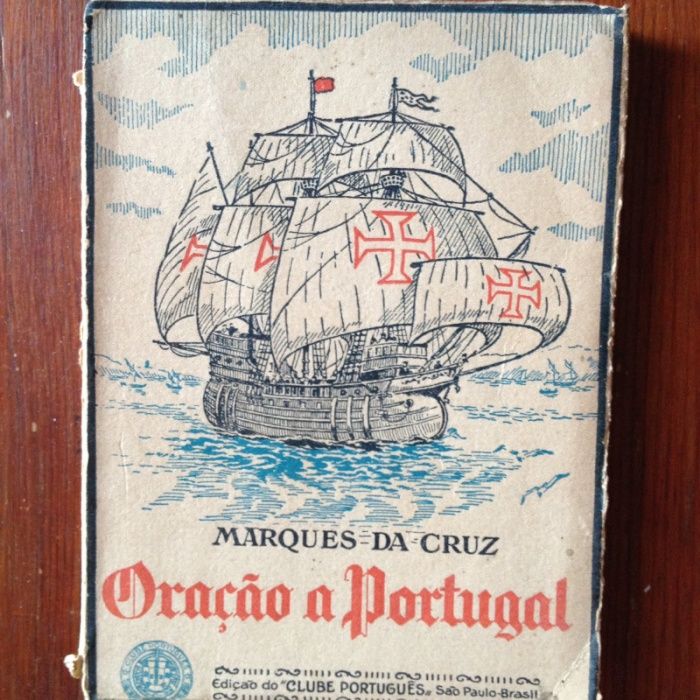 MARQUES-DA-CRUZ
Oração a Portugal
Edição do "CLUBE PORTUGUÊS„ São Paulo-Brasil